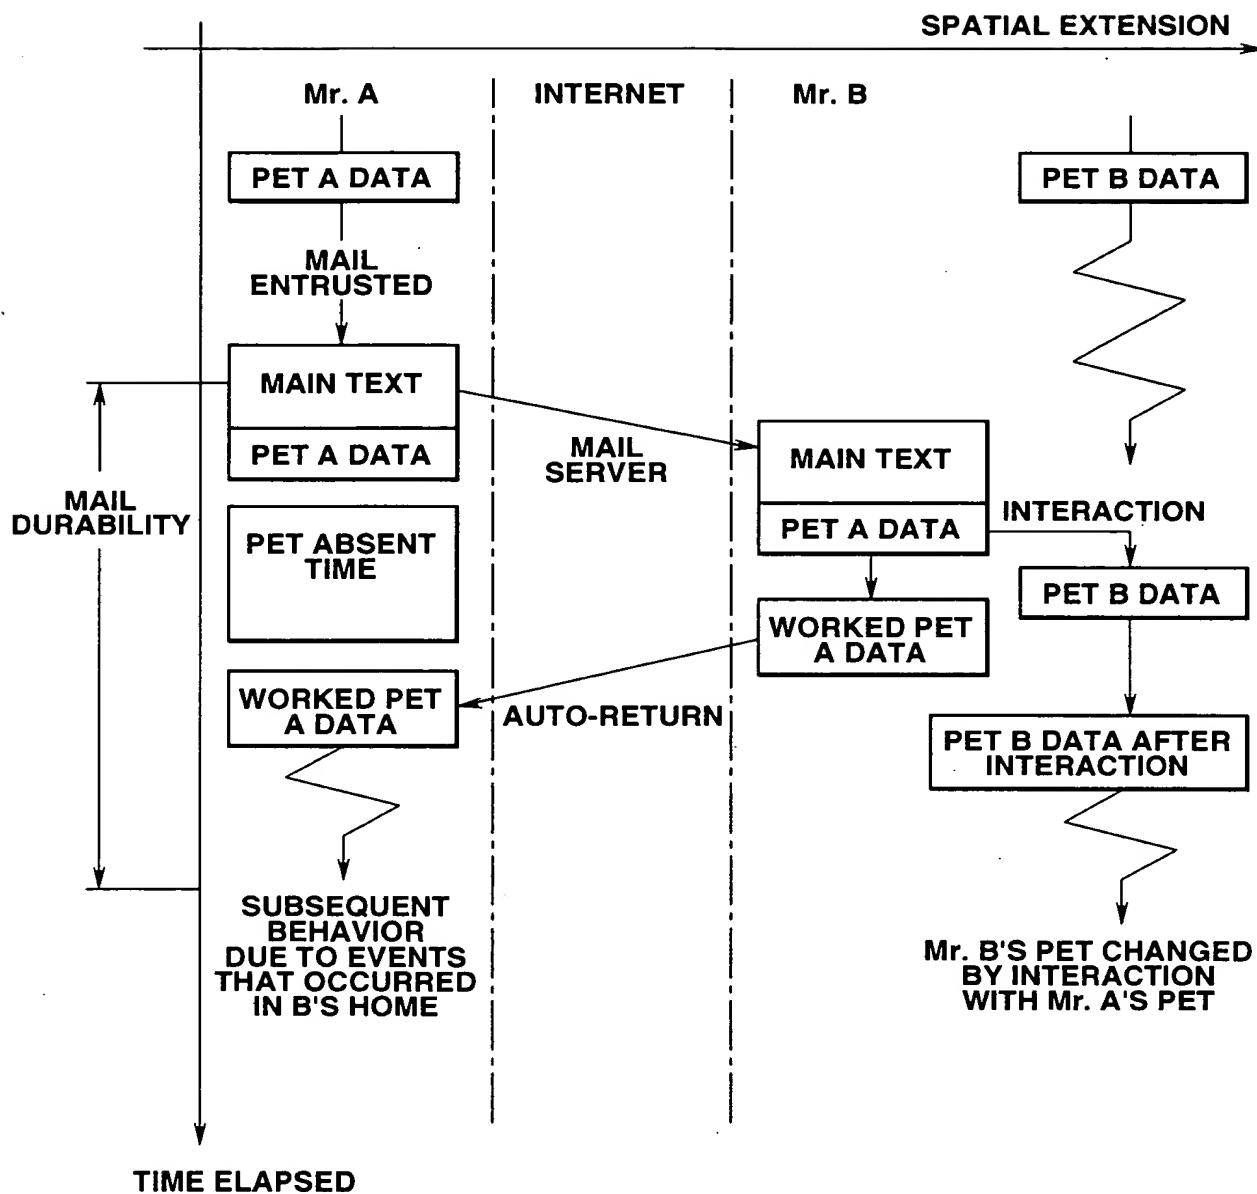 SPATIAL EXTENSION
Mr. A
INTERNET
Mr. B
PET A DATA
PET B DATA
MAIL
ENTRUSTED
MAIN TEXT
PET A DATA
MAIL
SERVER
MAIN TEXT
PET A DATA
INTERACTION
MAIL
DURABILITY
PET ABSENT
TIME
PET B DATA
WORKED PET
A DATA
WORKED PET
A DATA
AUTO-RETURN
PET B DATA AFTER
INTERACTION
SUBSEQUENT
BEHAVIOR
DUE TO EVENTS
THAT OCCURRED
IN B'S HOME
Mr. B'S PET CHANGED
BY INTERACTION
WITH Mr. A'S PET
TIME ELAPSED